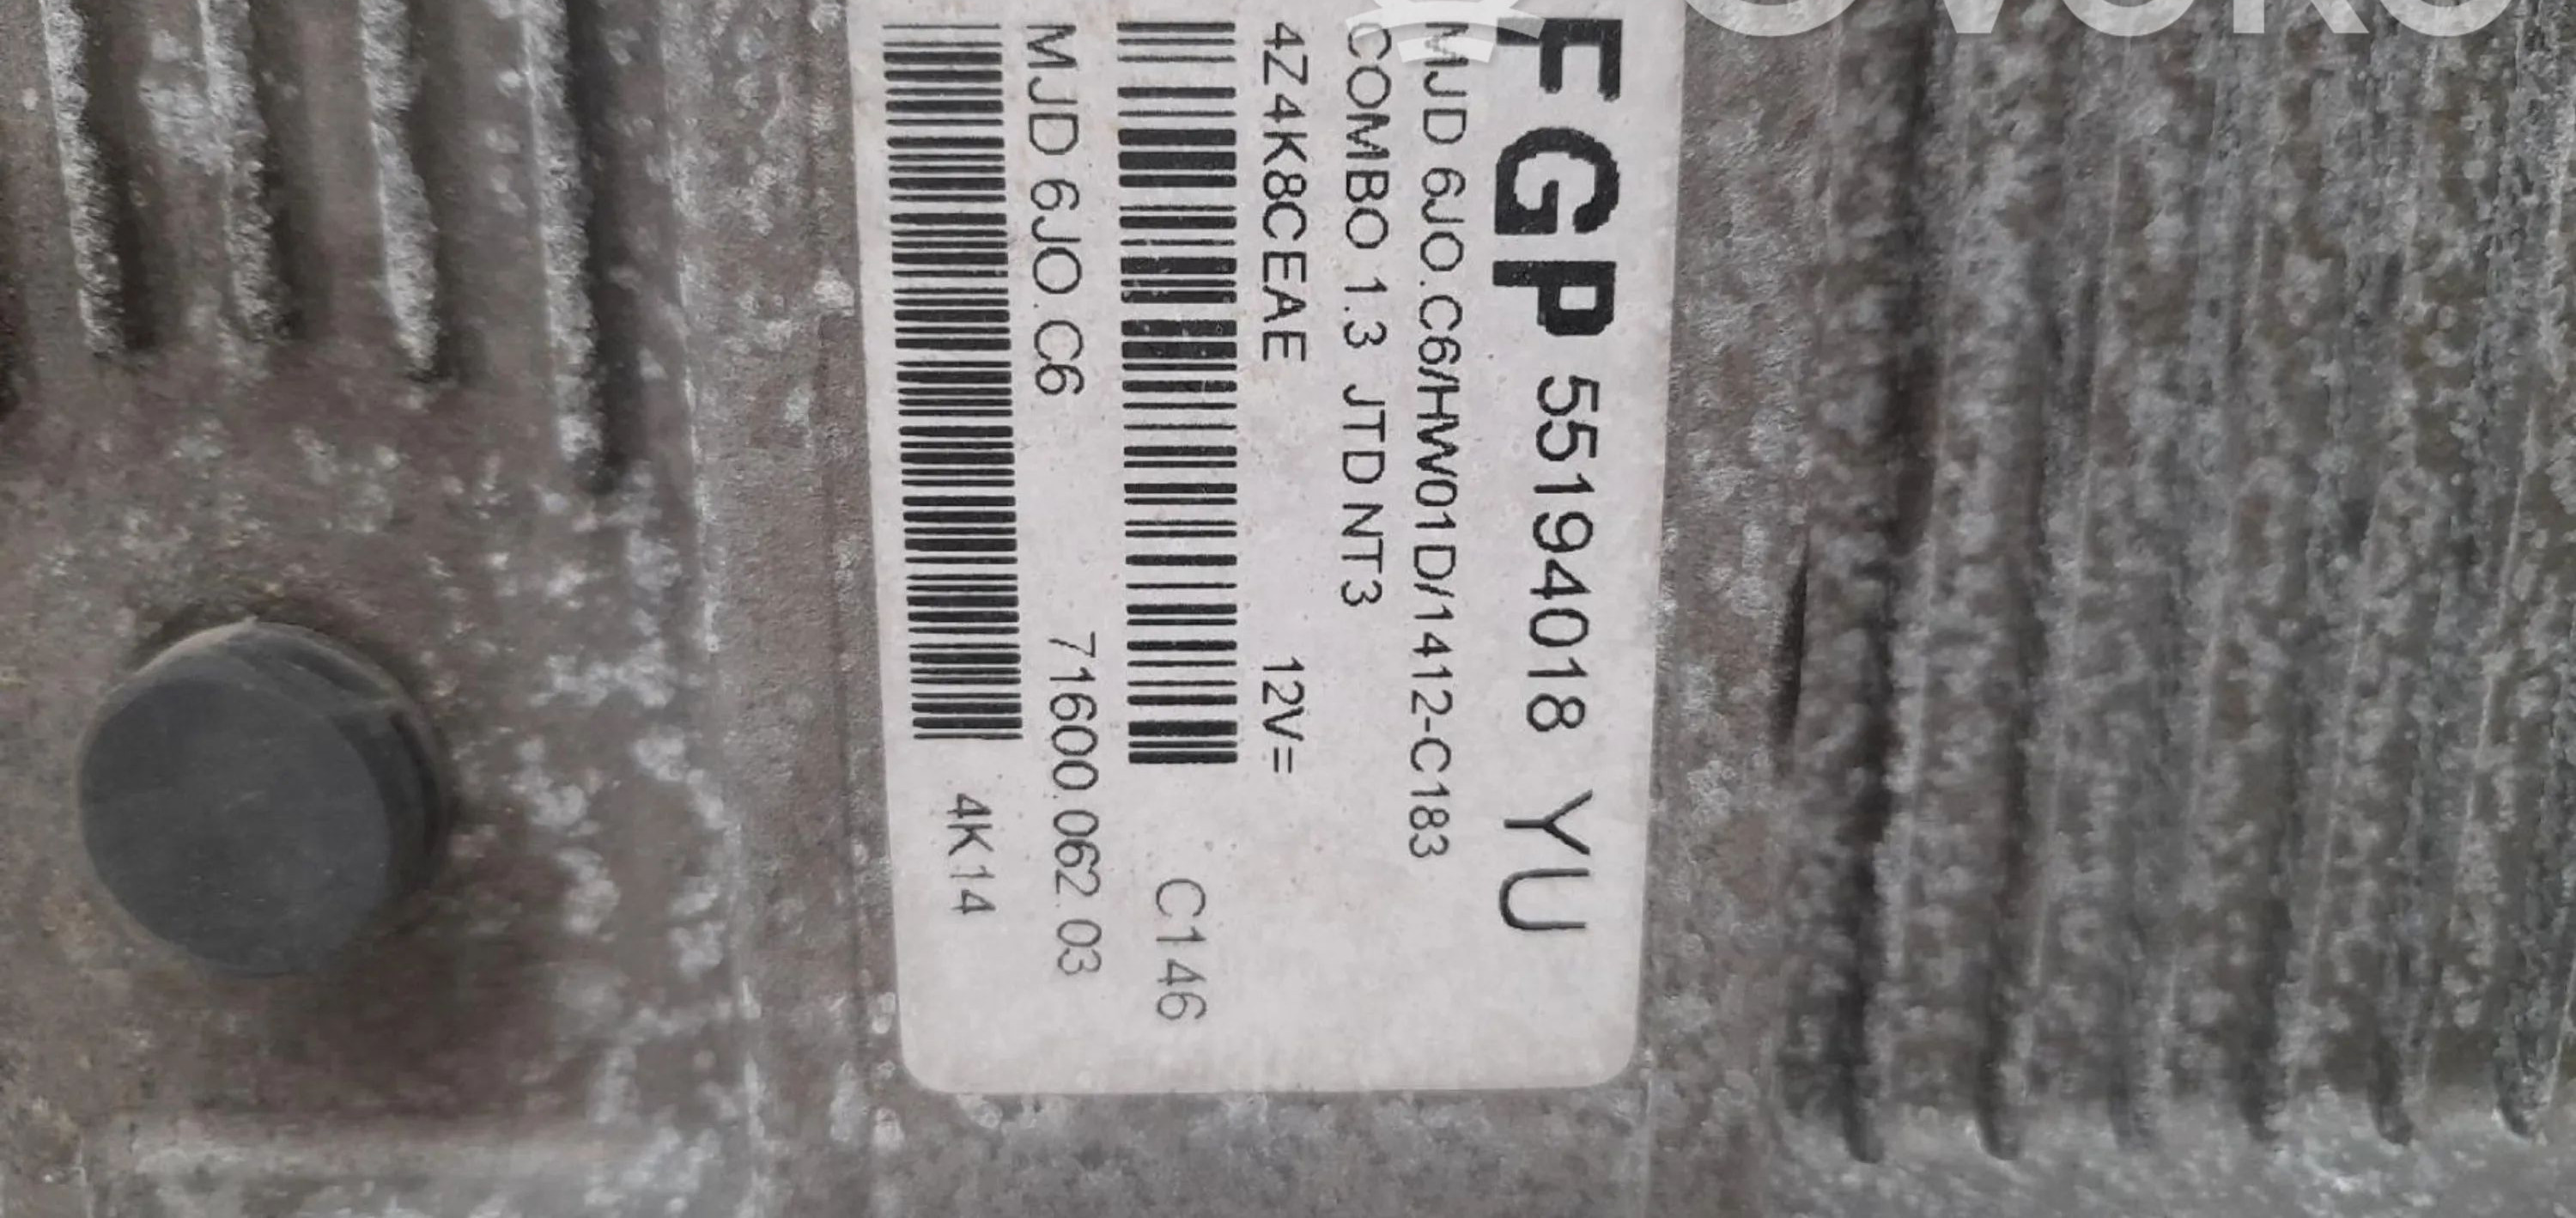 FGP 55194018 YU
MJD 6JO.C6/HW01D/1412-C183
COMBO 1.3 JTD NT3
4Z4K8CEAE 12V=
C146
MJD 6JO.C6 71600.062.03
4K14